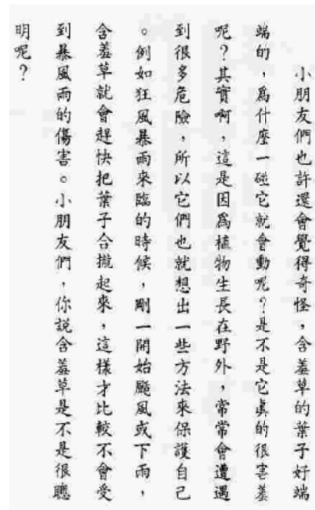 小朋友們也許還會覺得奇怪，含羞草的葉子好端
端的，為什麼一碰它就會動呢？是不是它真的很害羞
呢？其實啊，這是因為植物生長在野外，常常會遭遇
到很多危險，所以它們也就想出一些方法來保護自己
。例如狂風暴雨來臨的時候，剛一開始颳風或下雨，
含羞草就會趕快把葉子合攏起來，這樣才比較不會受
到暴風雨的傷害。小朋友們，你說含羞草是不是很聰
明呢？